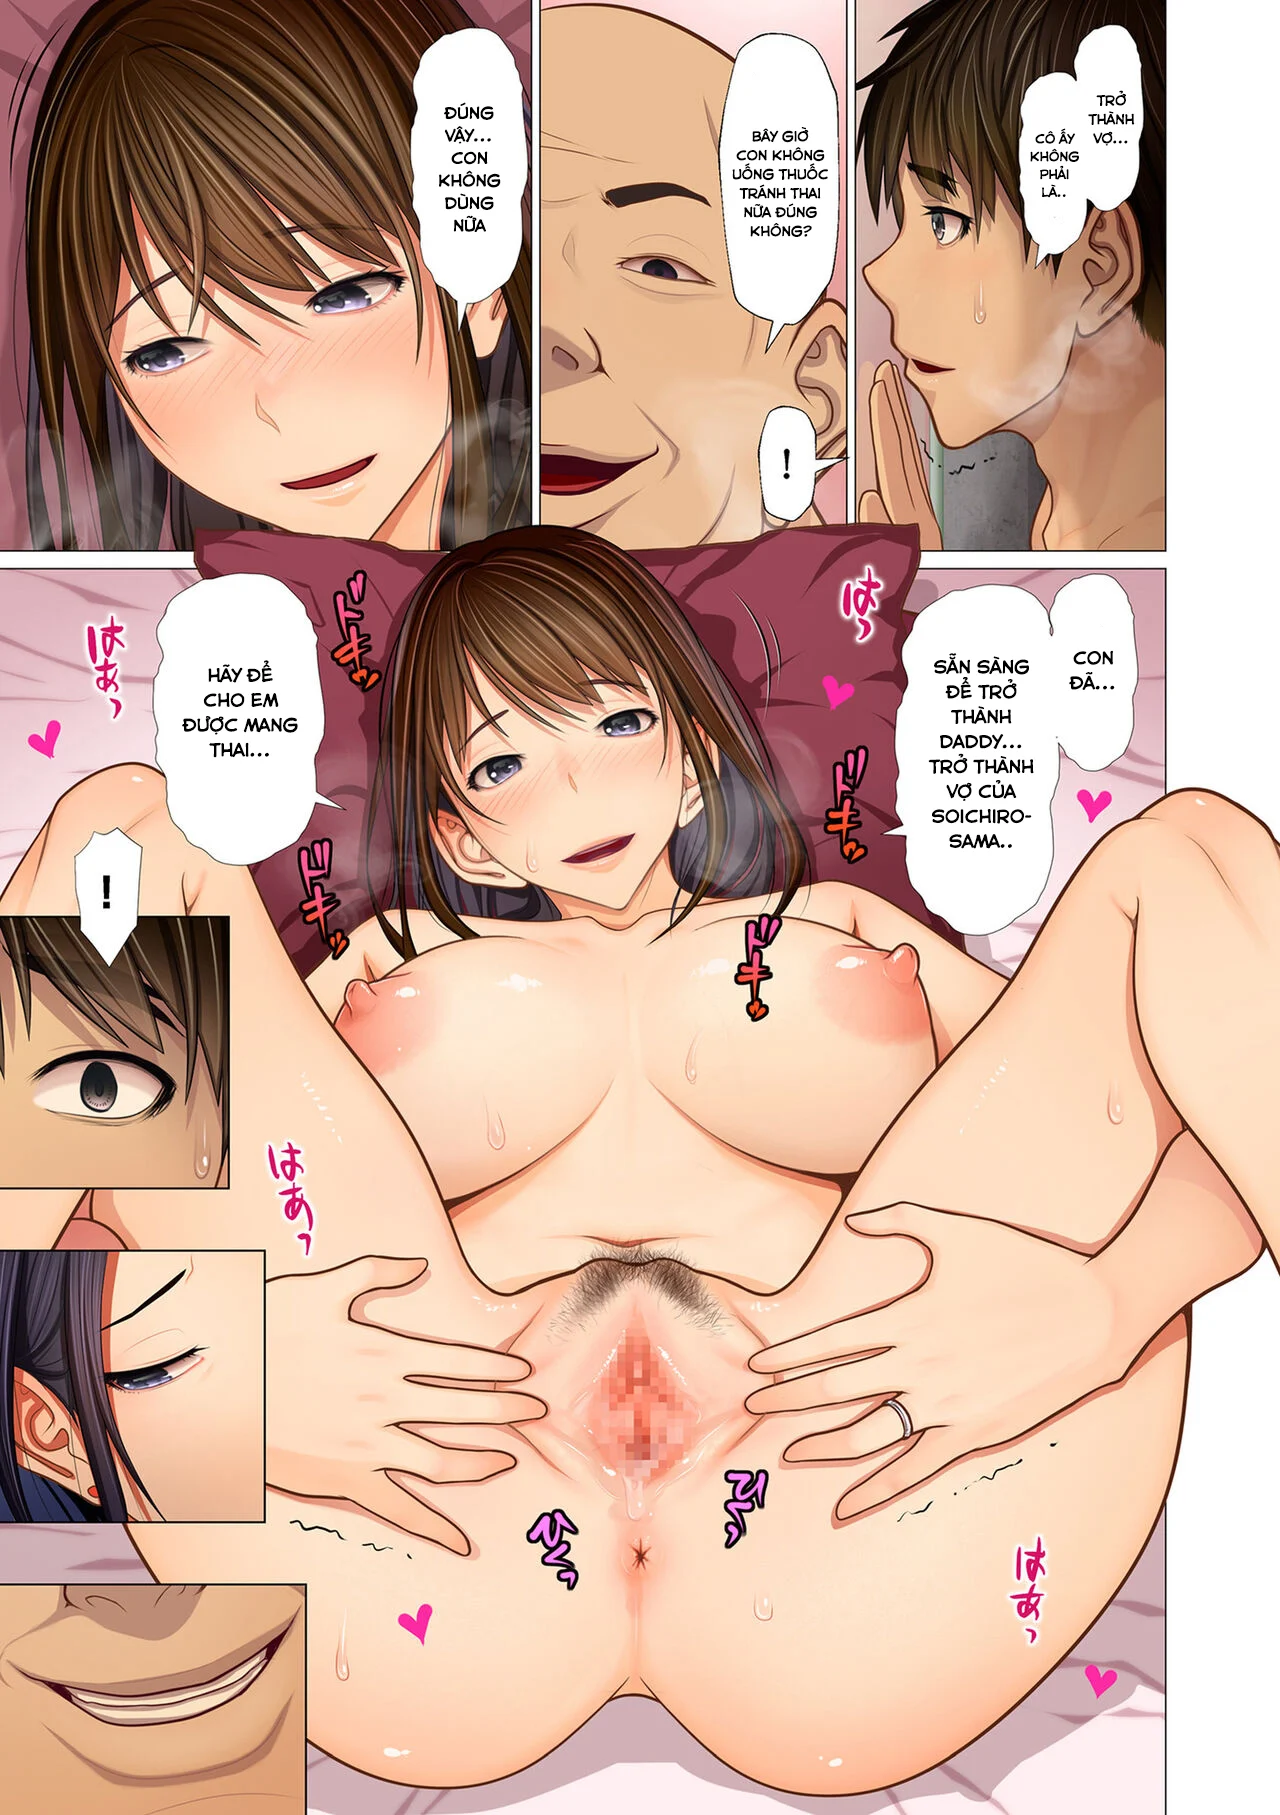 TRỞ
THÀNH
VỢ...
CÔ ẤY
KHÔNG
PHẢI
LÀ..
BÂY GIỜ
CON KHÔNG
UỐNG THUỐC
TRÁNH THAI
NỮA ĐÚNG
KHÔNG?
!
ĐÚNG
VẬY...
CON
KHÔNG
DÙNG
NỮA
CON
ĐÃ...
SẴN SÀNG
ĐỂ TRỞ
THÀNH
DADDY...
TRỞ THÀNH
VỢ CỦA
SOICHIRO-
SAMA..
はっ
ドキッ
ドキッ
ドキッ
ドキッ
はぁっ
HÃY ĐỂ
CHO EM
ĐƯỢC MANG
THAI...
!
はあっ
ひくっ
ひくっ
はぁっ